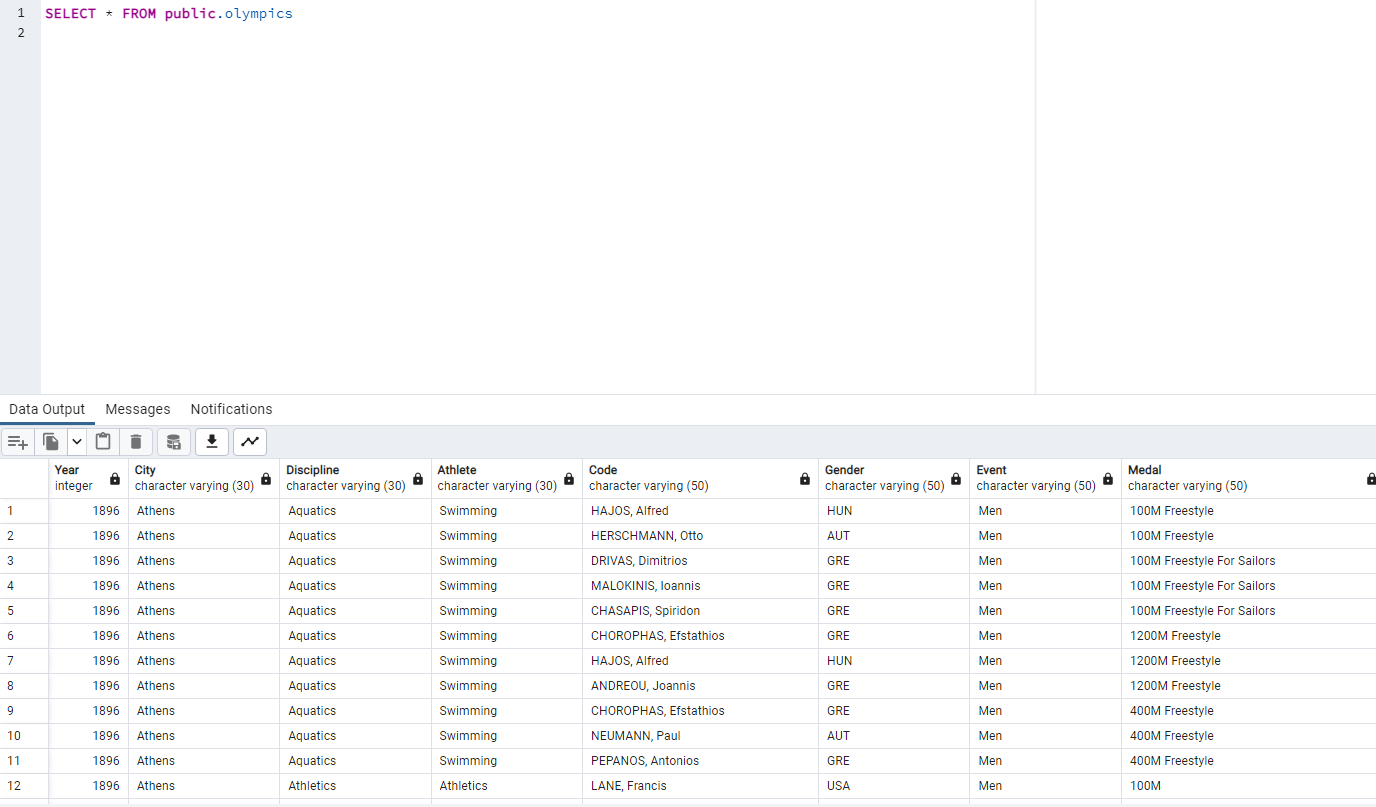 1 SELECT * FROM public.olympics
2
Data Output Messages Notifications
Year City Discipline Athlete Code Gender Event Medal
integer character varying (30) character varying (30) character varying (30) character varying (50) character varying (50) character varying (50) character varying (50)
1 1896 Athens Aquatics Swimming HAJOS, Alfred HUN Men 100M Freestyle
2 1896 Athens Aquatics Swimming HERSCHMANN, Otto AUT Men 100M Freestyle
3 1896 Athens Aquatics Swimming DRIVAS, Dimitrios GRE Men 100M Freestyle For Sailors
4 1896 Athens Aquatics Swimming MALOKINIS, Ioannis GRE Men 100M Freestyle For Sailors
5 1896 Athens Aquatics Swimming CHASAPIS, Spiridon GRE Men 100M Freestyle For Sailors
6 1896 Athens Aquatics Swimming CHOROPHAS, Efstathios GRE Men 1200M Freestyle
7 1896 Athens Aquatics Swimming HAJOS, Alfred HUN Men 1200M Freestyle
8 1896 Athens Aquatics Swimming ANDREOU, Joannis GRE Men 1200M Freestyle
9 1896 Athens Aquatics Swimming CHOROPHAS, Efstathios GRE Men 400M Freestyle
10 1896 Athens Aquatics Swimming NEUMANN, Paul AUT Men 400M Freestyle
11 1896 Athens Aquatics Swimming PEPANOS, Antonios GRE Men 400M Freestyle
12 1896 Athens Athletics Athletics LANE, Francis USA Men 100M